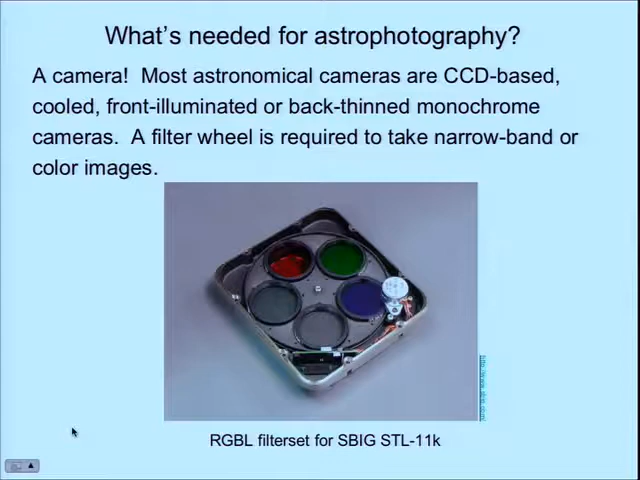 What's needed for astrophotography?
A camera!  Most astronomical cameras are CCD-based,
cooled, front-illuminated or back-thinned monochrome
cameras.  A filter wheel is required to take narrow-band or
color images.
RGBL filterset for SBIG STL-11k